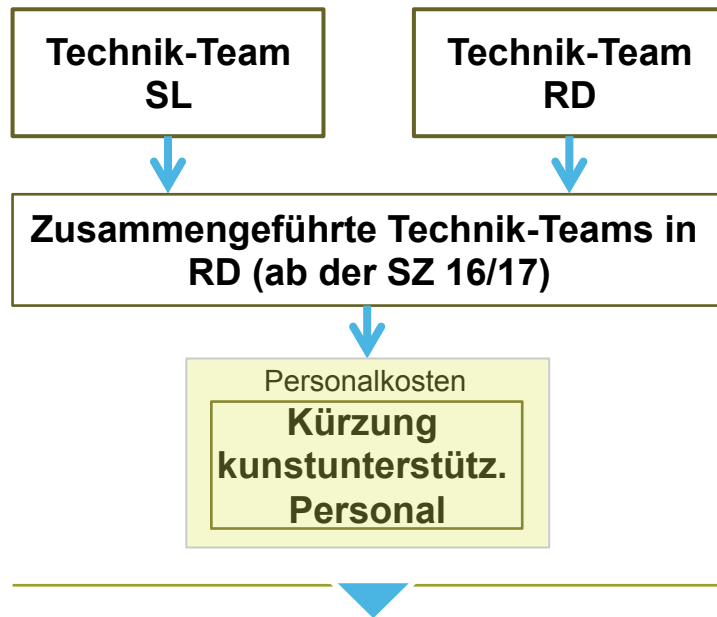 Technik-Team
SL
Technik-Team
RD
Zusammengeführte Technik-Teams in
RD (ab der SZ 16/17)
Personalkosten
Kürzung
kunstunterstütz.
Personal